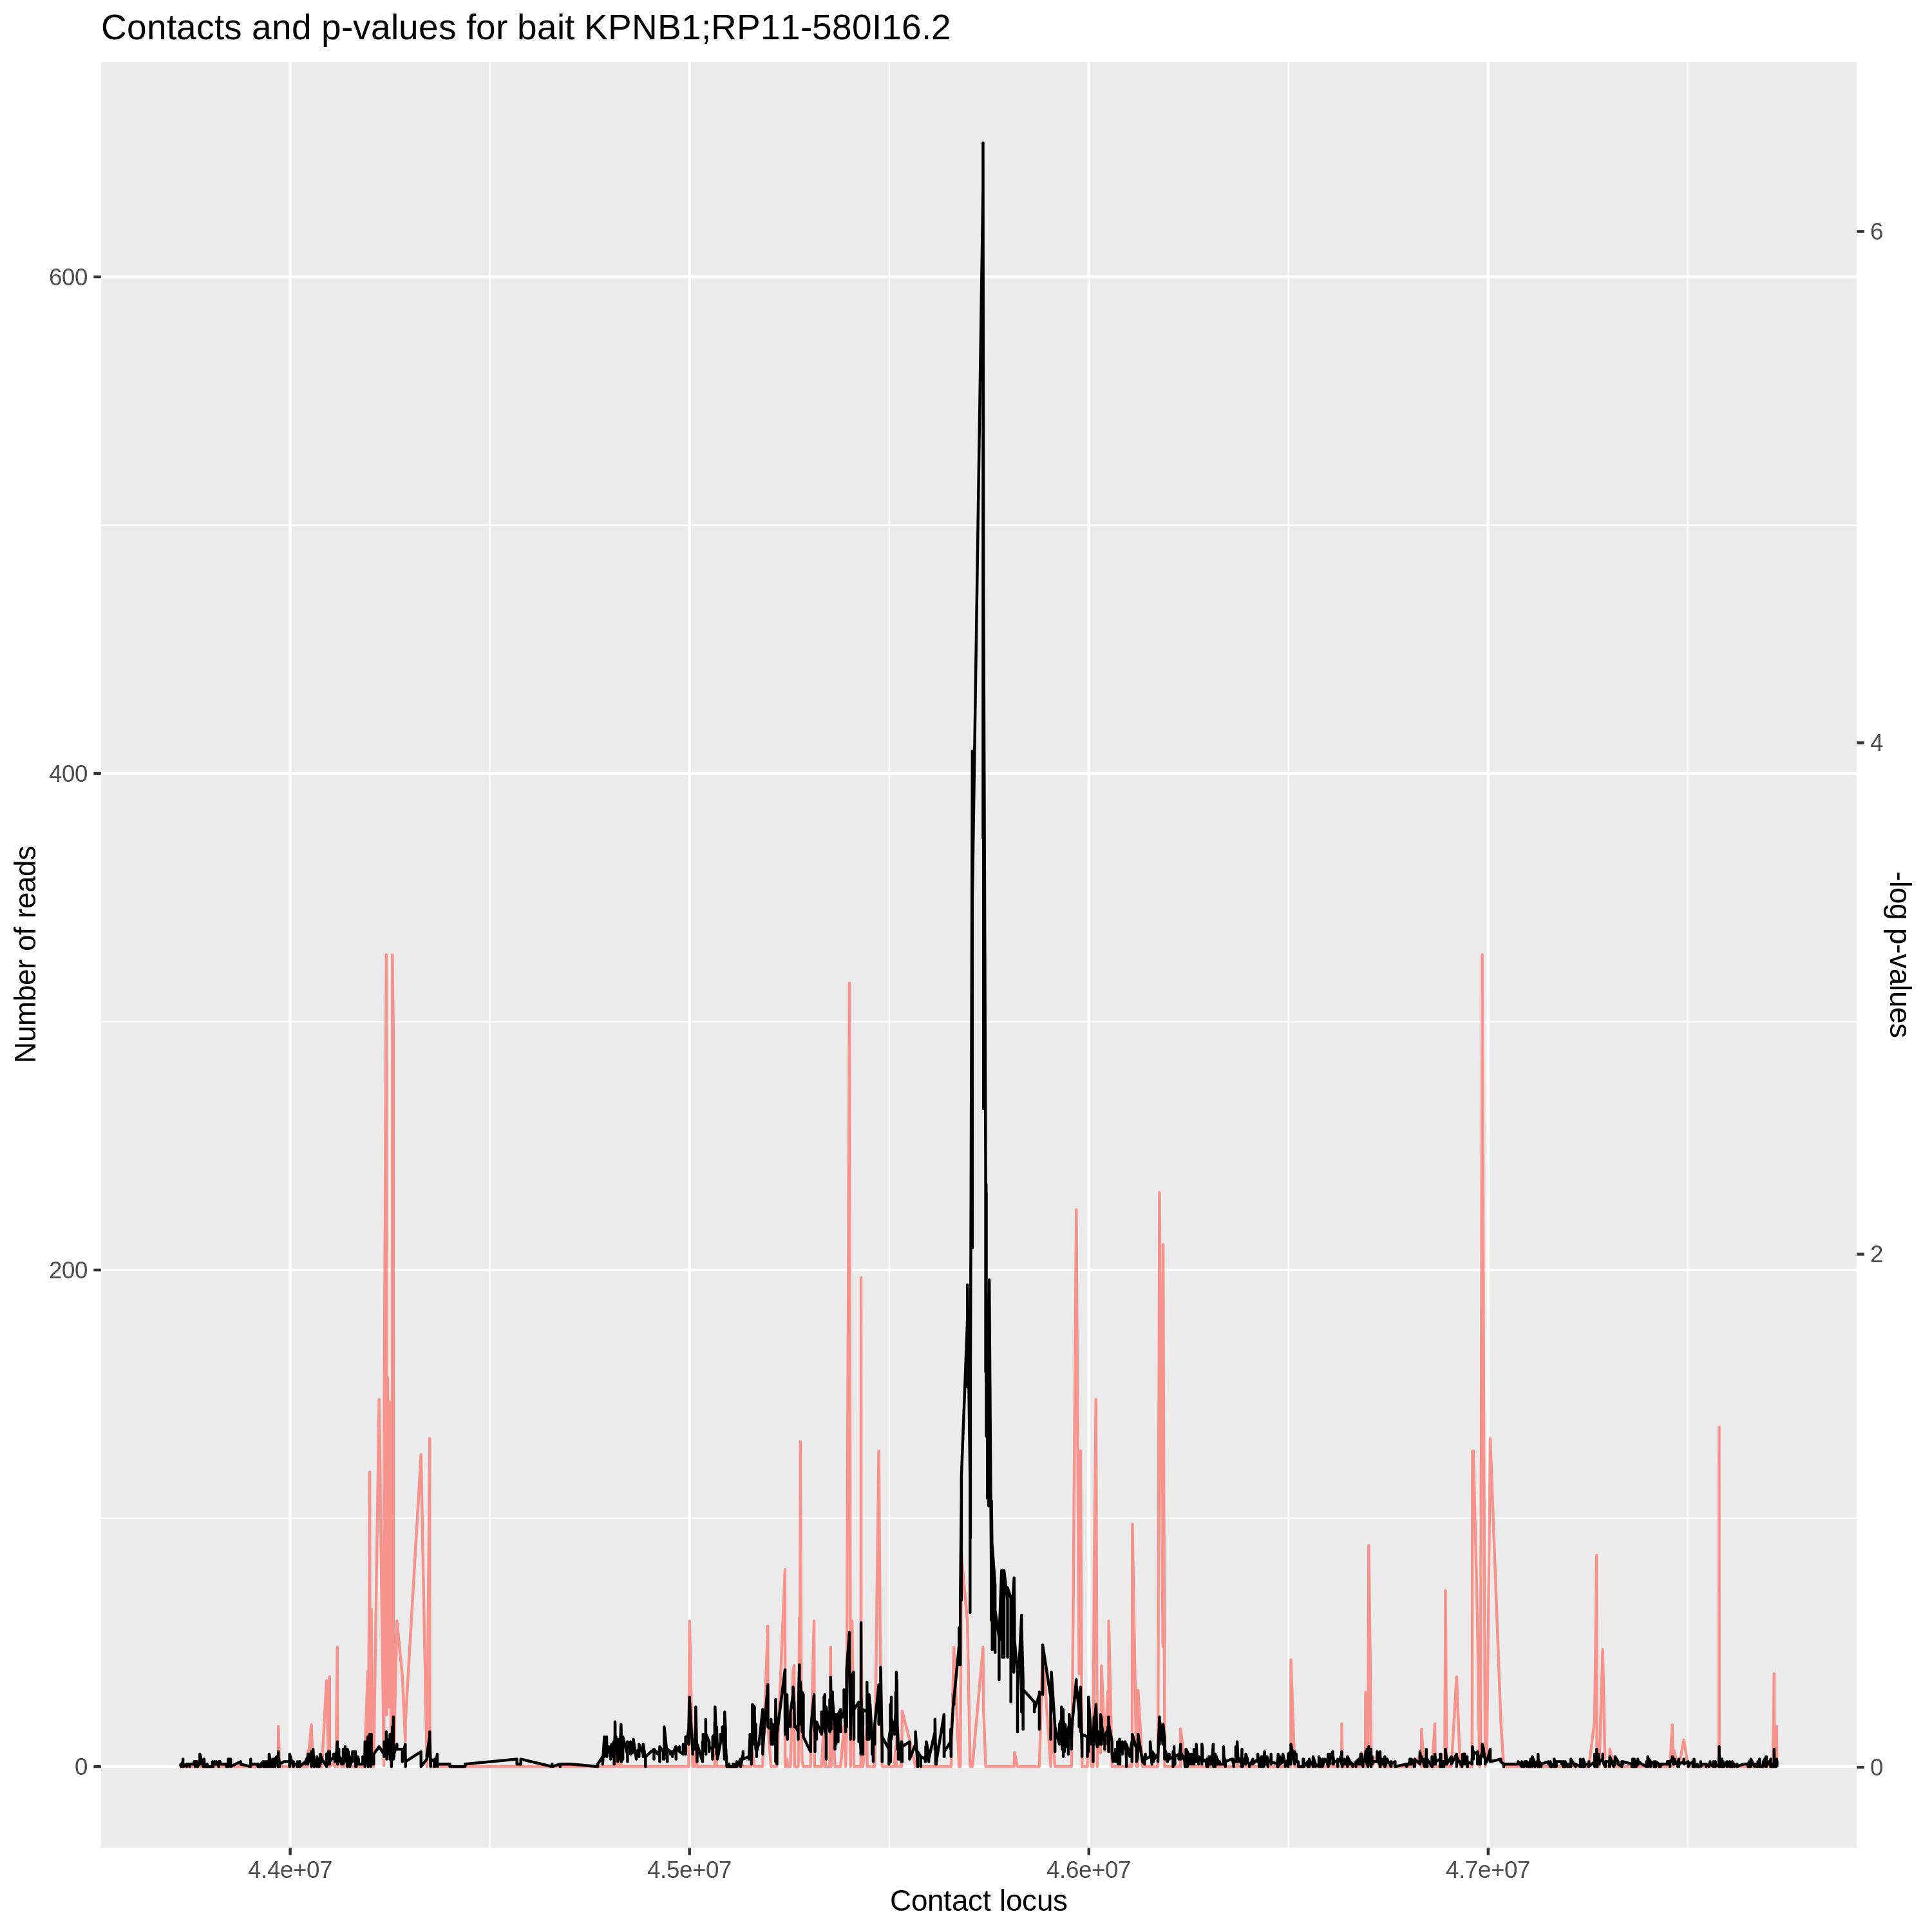 Contacts and p-values for bait KPNB1;RP11-580I16.2
600
400
200
0
6
4
2
0
Number of reads
-log p-values
4.4e+07
4.5e+07
4.6e+07
4.7e+07
Contact locus